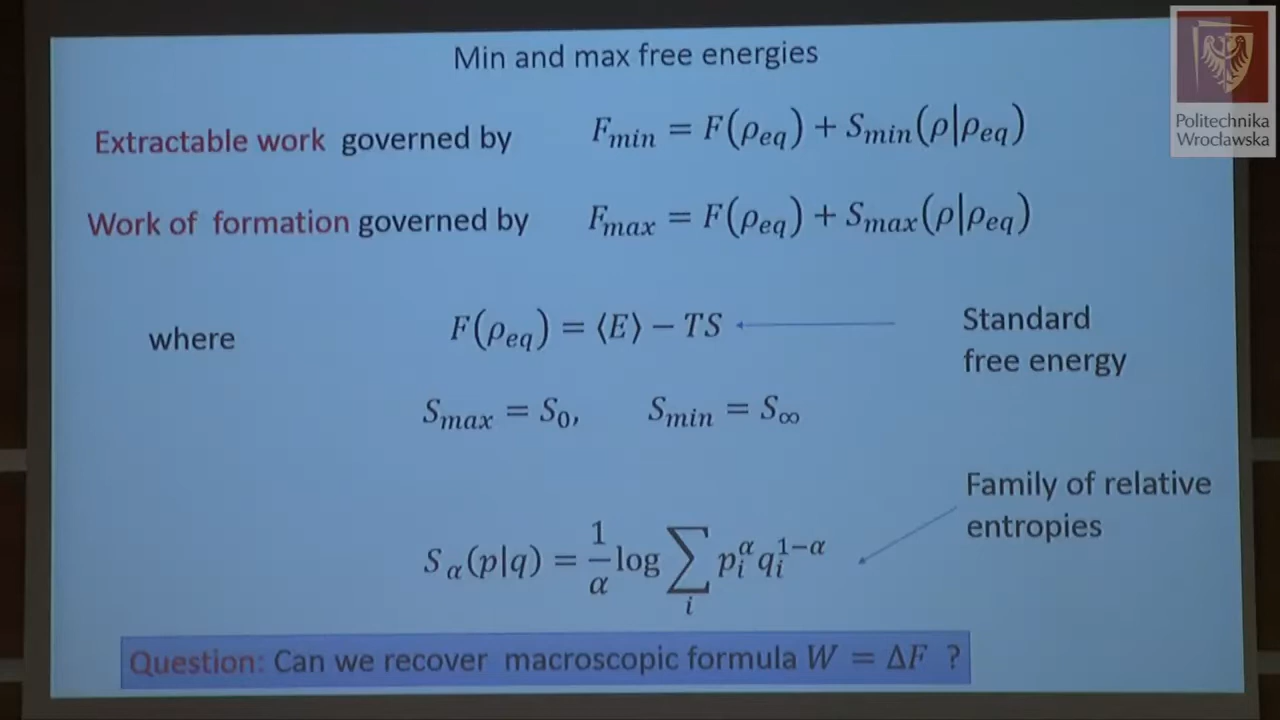 Min and max free energies
Politechnika
Wrocławska
Extractable work governed by F_min = F(ρ_eq) + S_min(ρ|ρ_eq)
Work of formation governed by F_max = F(ρ_eq) + S_max(ρ|ρ_eq)
where F(ρ_eq) = ⟨E⟩ − TS Standard
free energy
S_max = S_0, S_min = S_∞
Family of relative
entropies
S_α(p|q) = 1/α log ∑_i p_i^α q_i^{1−α}
Question: Can we recover macroscopic formula W = ΔF ?